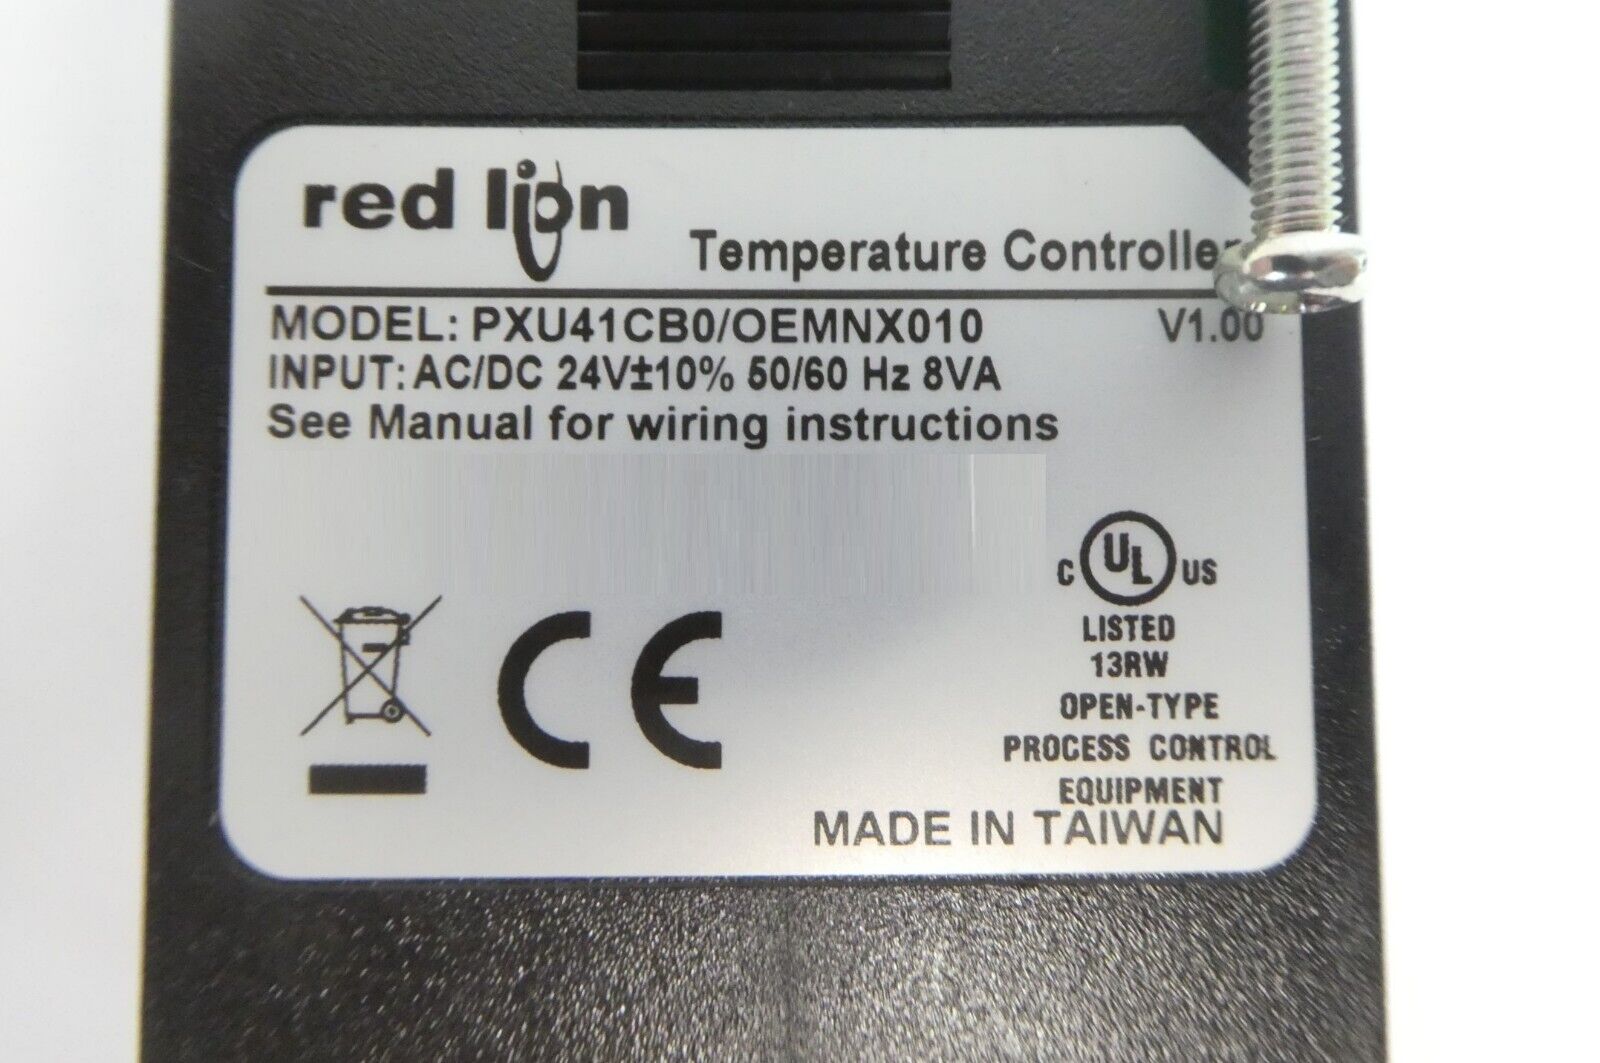 red lion
Temperature Controller
MODEL: PXU41CB0/OEMNX010 V1.00
INPUT: AC/DC 24V±10% 50/60 Hz 8VA
See Manual for wiring instructions
C UL US
LISTED
13RW
OPEN-TYPE
PROCESS CONTROL
EQUIPMENT
CE
MADE IN TAIWAN